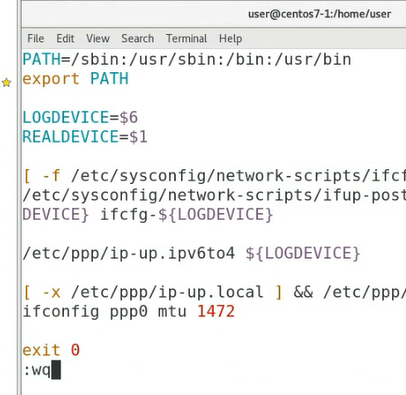 user@centos7-1:/home/user
File Edit View Search Terminal Help
PATH=/sbin:/usr/sbin:/bin:/usr/bin
export PATH
LOGDEVICE=$6
REALDEVICE=$1
[ -f /etc/sysconfig/network-scripts/ifcf
/etc/sysconfig/network-scripts/ifup-post
DEVICE} ifcfg-${LOGDEVICE}
/etc/ppp/ip-up.ipv6to4 ${LOGDEVICE}
[ -x /etc/ppp/ip-up.local ] && /etc/ppp/
ifconfig ppp0 mtu 1472
exit 0
:wq